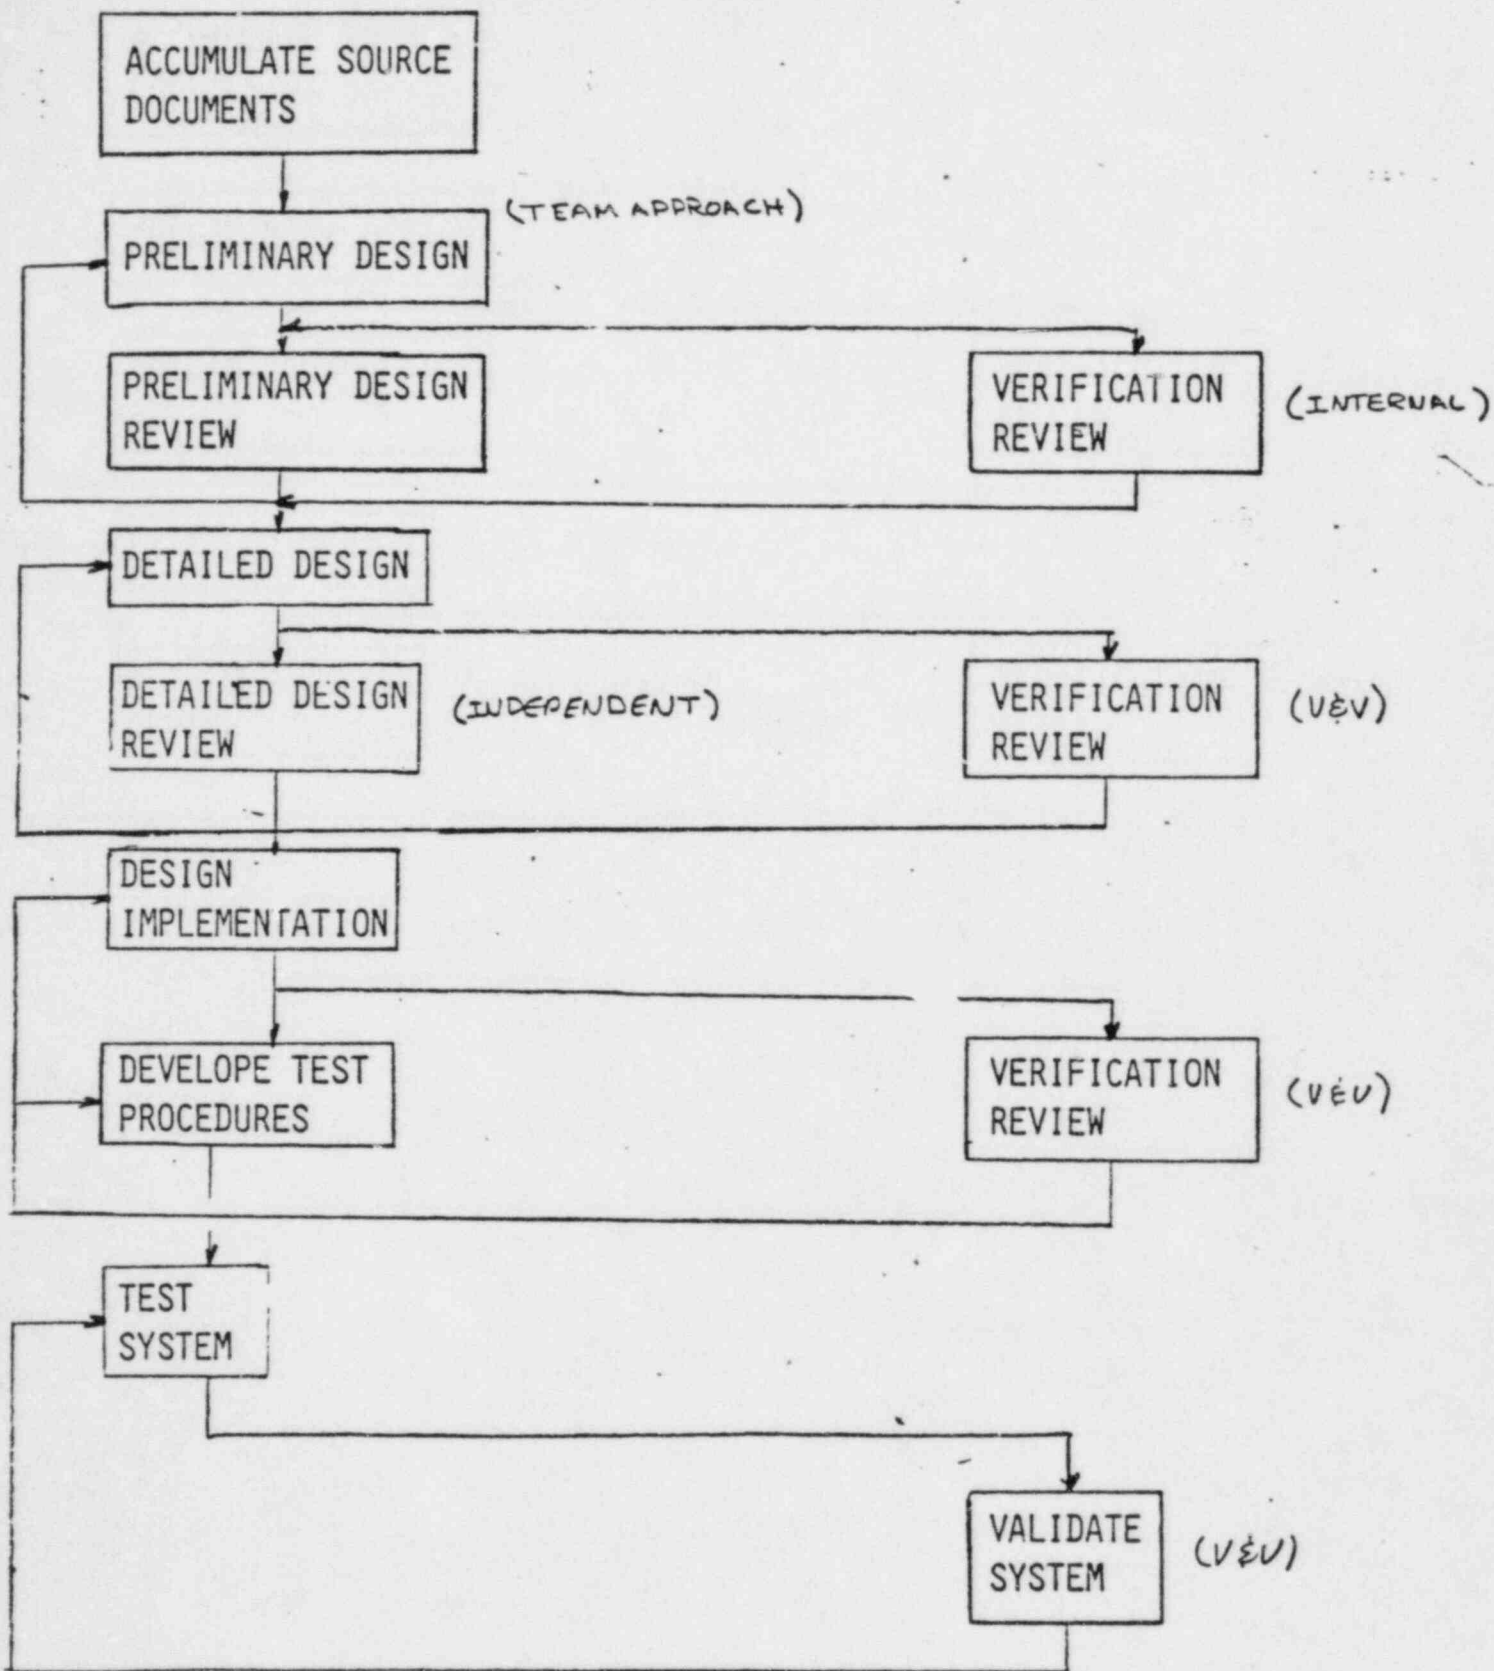 ACCUMULATE SOURCE
DOCUMENTS
(TEAM APPROACH)
PRELIMINARY DESIGN
PRELIMINARY DESIGN
REVIEW
VERIFICATION
REVIEW
(INTERNAL)
DETAILED DESIGN
DETAILED DESIGN
REVIEW
(INDEPENDENT)
VERIFICATION
REVIEW
(V&V)
DESIGN
IMPLEMENTATION
DEVELOPE TEST
PROCEDURES
VERIFICATION
REVIEW
(V&V)
TEST
SYSTEM
VALIDATE
SYSTEM
(V&V)